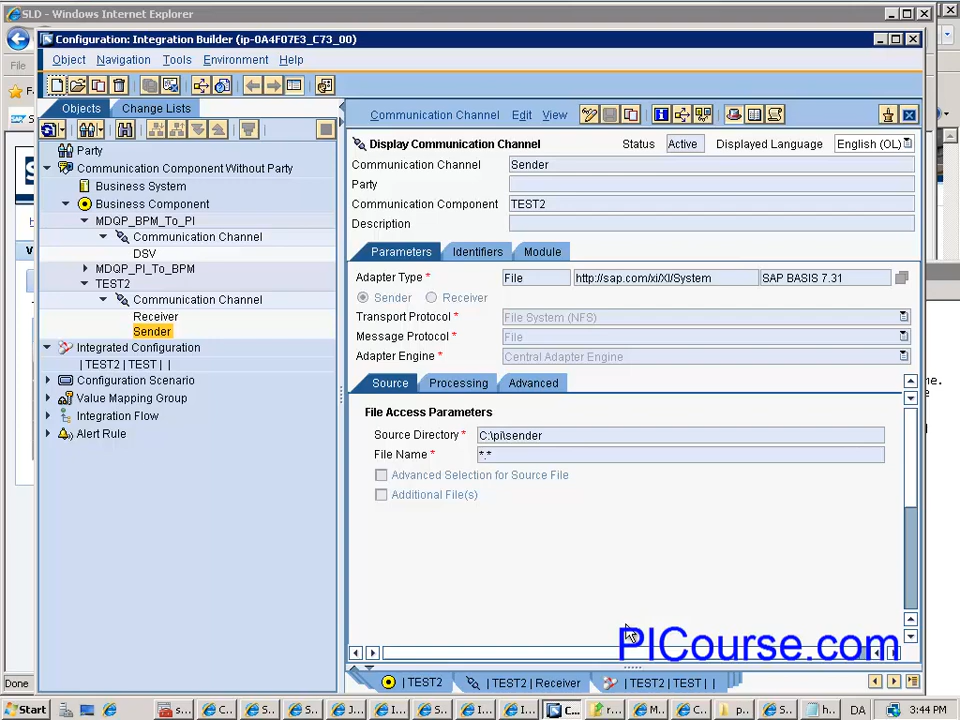 SLD - Windows Internet Explorer
Configuration: Integration Builder (ip-0A4F07E3_C73_00)
Object Navigation Tools Environment Help
File
Objects Change Lists
Communication Channel Edit View
Party
Communication Component Without Party
Business System
Business Component
MDQP_BPM_To_PI
Communication Channel
DSV
MDQP_PI_To_BPM
TEST2
Communication Channel
Receiver
Sender
Integrated Configuration
| TEST2 | TEST | |
Configuration Scenario
Value Mapping Group
Integration Flow
Alert Rule
Display Communication Channel Status Active Displayed Language English (OL)
Communication Channel Sender
Party
Communication Component TEST2
Description
Parameters Identifiers Module
Adapter Type * File http://sap.com/xi/XI/System SAP BASIS 7.31
Sender Receiver
Transport Protocol * File System (NFS)
Message Protocol * File
Adapter Engine * Central Adapter Engine
Source Processing Advanced
File Access Parameters
Source Directory * C:\pi\sender
File Name * *.*
Advanced Selection for Source File
Additional File(s)
PICourse.com
| TEST2 | TEST2 | Receiver | TEST2 | TEST | |
Done
Start s... C... S... S... J... I... S... I... I... C... r... M... C... p... S... h... DA 3:44 PM